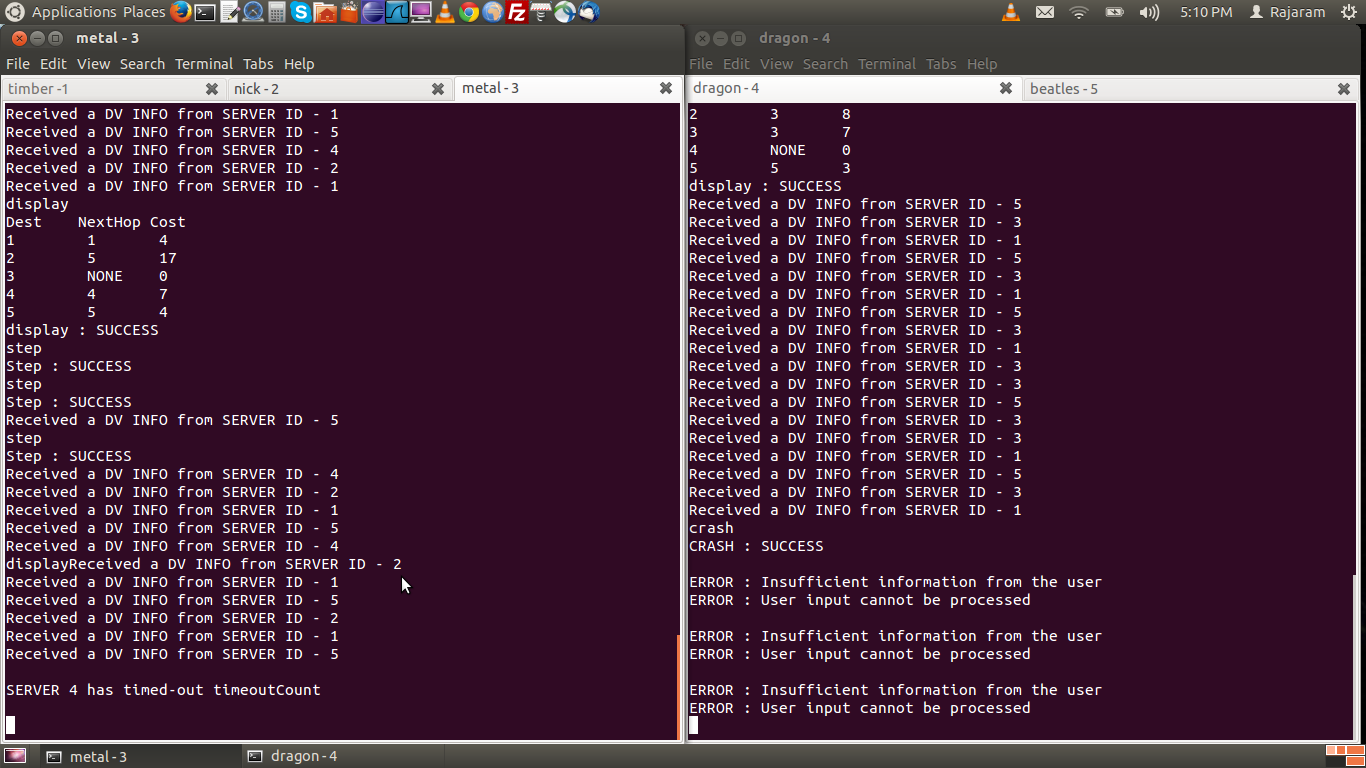 Applications Places 5:10 PM Rajaram
metal - 3
File Edit View Search Terminal Tabs Help
timber -1 nick - 2 metal - 3
Received a DV INFO from SERVER ID - 1
Received a DV INFO from SERVER ID - 5
Received a DV INFO from SERVER ID - 4
Received a DV INFO from SERVER ID - 2
Received a DV INFO from SERVER ID - 1
display
Dest NextHop Cost
1 1 4
2 5 17
3 NONE 0
4 4 7
5 5 4
display : SUCCESS
step
Step : SUCCESS
step
Step : SUCCESS
Received a DV INFO from SERVER ID - 5
step
Step : SUCCESS
Received a DV INFO from SERVER ID - 4
Received a DV INFO from SERVER ID - 2
Received a DV INFO from SERVER ID - 1
Received a DV INFO from SERVER ID - 5
Received a DV INFO from SERVER ID - 4
displayReceived a DV INFO from SERVER ID - 2
Received a DV INFO from SERVER ID - 1
Received a DV INFO from SERVER ID - 5
Received a DV INFO from SERVER ID - 2
Received a DV INFO from SERVER ID - 1
Received a DV INFO from SERVER ID - 5
SERVER 4 has timed-out timeoutCount
dragon - 4
File Edit View Search Terminal Tabs Help
dragon - 4 beatles - 5
2 3 8
3 3 7
4 NONE 0
5 5 3
display : SUCCESS
Received a DV INFO from SERVER ID - 5
Received a DV INFO from SERVER ID - 3
Received a DV INFO from SERVER ID - 1
Received a DV INFO from SERVER ID - 5
Received a DV INFO from SERVER ID - 3
Received a DV INFO from SERVER ID - 1
Received a DV INFO from SERVER ID - 5
Received a DV INFO from SERVER ID - 3
Received a DV INFO from SERVER ID - 1
Received a DV INFO from SERVER ID - 3
Received a DV INFO from SERVER ID - 3
Received a DV INFO from SERVER ID - 5
Received a DV INFO from SERVER ID - 3
Received a DV INFO from SERVER ID - 3
Received a DV INFO from SERVER ID - 1
Received a DV INFO from SERVER ID - 5
Received a DV INFO from SERVER ID - 3
Received a DV INFO from SERVER ID - 1
crash
CRASH : SUCCESS
ERROR : Insufficient information from the user
ERROR : User input cannot be processed
ERROR : Insufficient information from the user
ERROR : User input cannot be processed
ERROR : Insufficient information from the user
ERROR : User input cannot be processed
metal - 3 dragon - 4